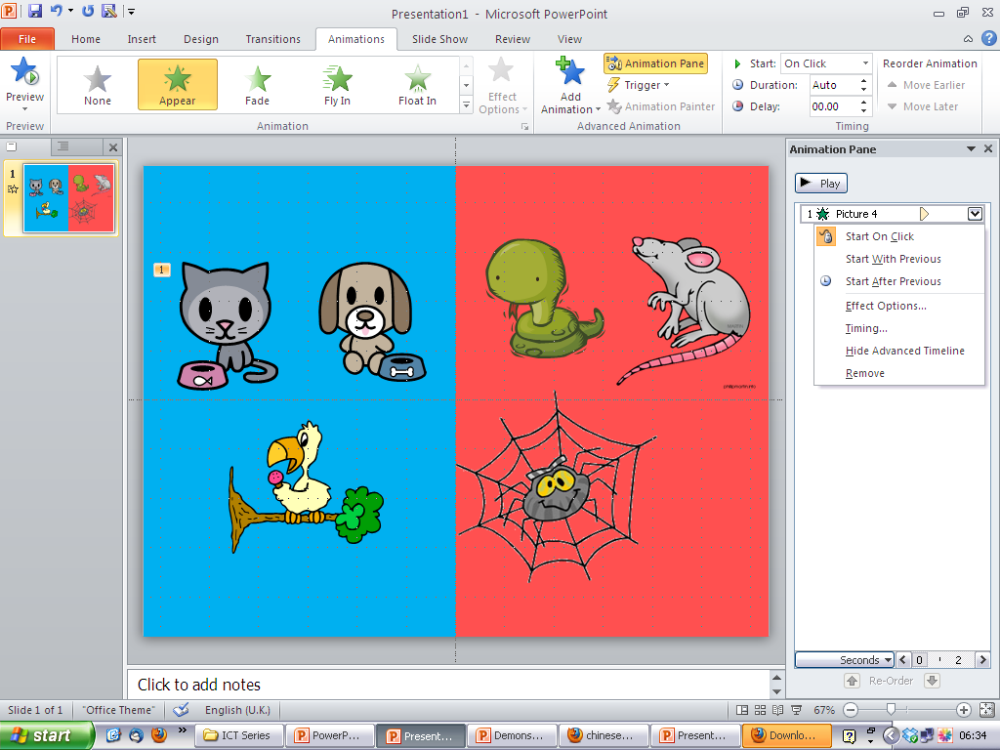 Presentation1 - Microsoft PowerPoint
File Home Insert Design Transitions Animations Slide Show Review View
Preview
None Appear Fade Fly In Float In
Effect Options
Add Animation
Animation Pane
Trigger
Animation Painter
Start: On Click
Duration: Auto
Delay: 00.00
Reorder Animation
Move Earlier
Move Later
Preview Animation Advanced Animation Timing
1
1
Animation Pane
Play
1 Picture 4
Start On Click
Start With Previous
Start After Previous
Effect Options...
Timing...
Hide Advanced Timeline
Remove
Seconds 0 2
Re-Order
Click to add notes
Slide 1 of 1 "Office Theme" English (U.K.) 67%
start ICT Series PowerP... Present... Demons... chinese... Present... Downlo... 06:34